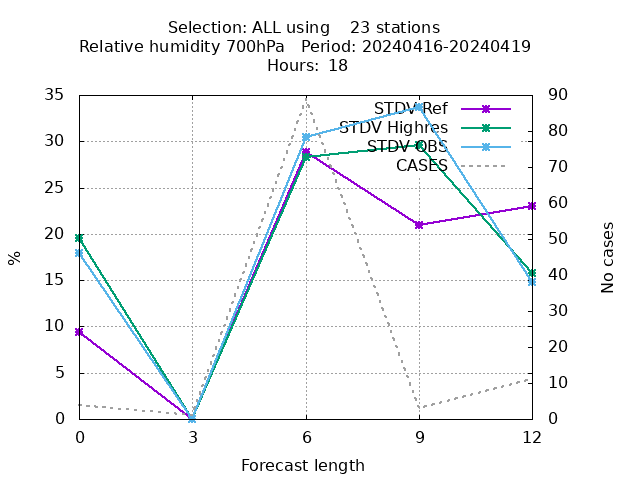 Selection: ALL using    23 stations
Relative humidity 700hPa   Period: 20240416-20240419
Hours: 18
STDV Ref
STDV Highres
STDV OBS
CASES
35
30
25
20
15
10
5
0
%
90
80
70
60
50
40
30
20
10
0
No cases
0 3 6 9 12
Forecast length